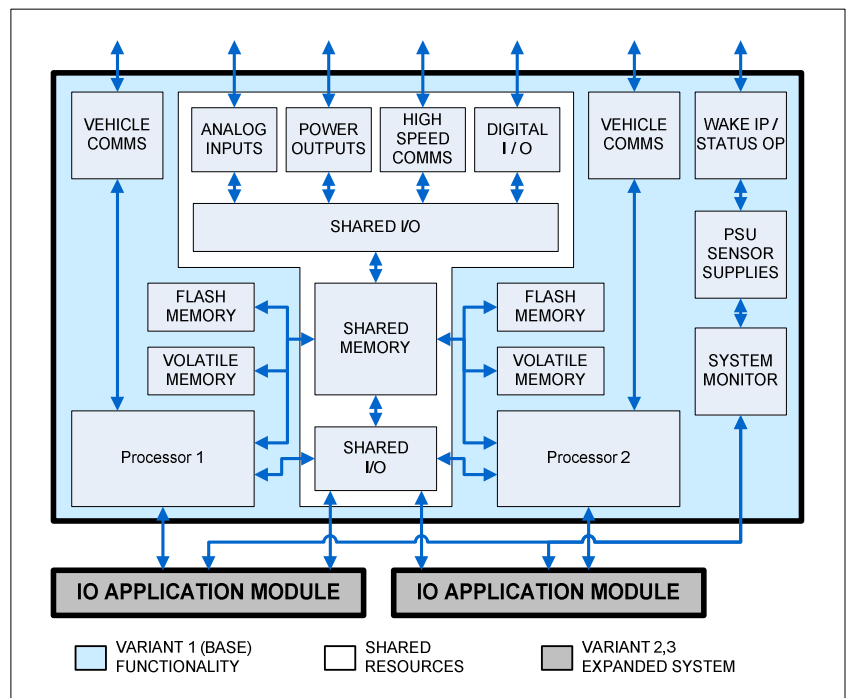 VEHICLE
COMMS
ANALOG
INPUTS
POWER
OUTPUTS
HIGH
SPEED
COMMS
DIGITAL
I / O
VEHICLE
COMMS
WAKE IP /
STATUS OP
SHARED I/O
PSU
SENSOR
SUPPLIES
FLASH
MEMORY
SHARED
MEMORY
FLASH
MEMORY
VOLATILE
MEMORY
VOLATILE
MEMORY
SYSTEM
MONITOR
Processor 1
SHARED
I/O
Processor 2
IO APPLICATION MODULE
IO APPLICATION MODULE
VARIANT 1 (BASE)
FUNCTIONALITY
SHARED
RESOURCES
VARIANT 2,3
EXPANDED SYSTEM